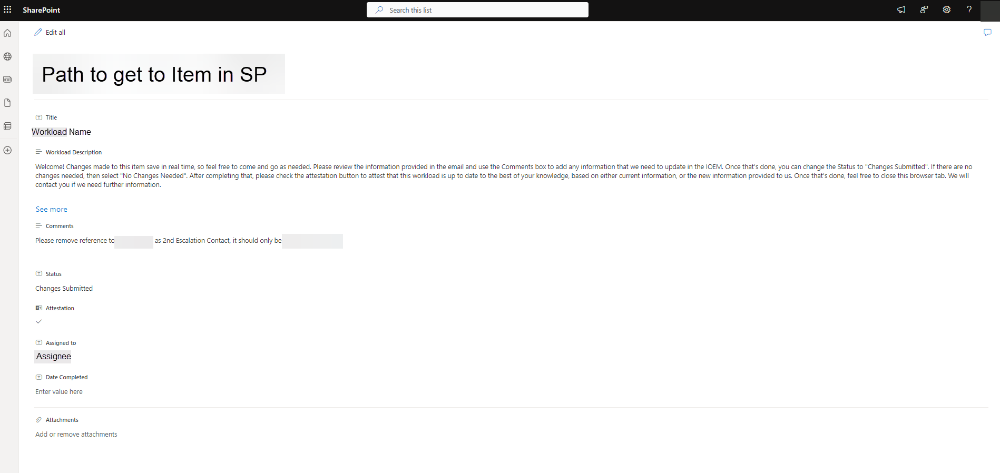 SharePoint
Search this list
?
Edit all
Path to get to Item in SP
Title
Workload Name
Workload Description
Welcome! Changes made to this item save in real time, so feel free to come and go as needed. Please review the information provided in the email and use the Comments box to add any information that we need to update in the IOEM. Once that's done, you can change the Status to "Changes Submitted". If there are no
changes needed, then select "No Changes Needed". After completing that, please check the attestation button to attest that this workload is up to date to the best of your knowledge, based on either current information, or the new information provided to us. Once that's done, feel free to close this browser tab. We will
contact you if we need further information.
See more
Comments
Please remove reference to as 2nd Escalation Contact, it should only be
Status
Changes Submitted
Attestation
Assigned to
Assignee
Date Completed
Enter value here
Attachments
Add or remove attachments